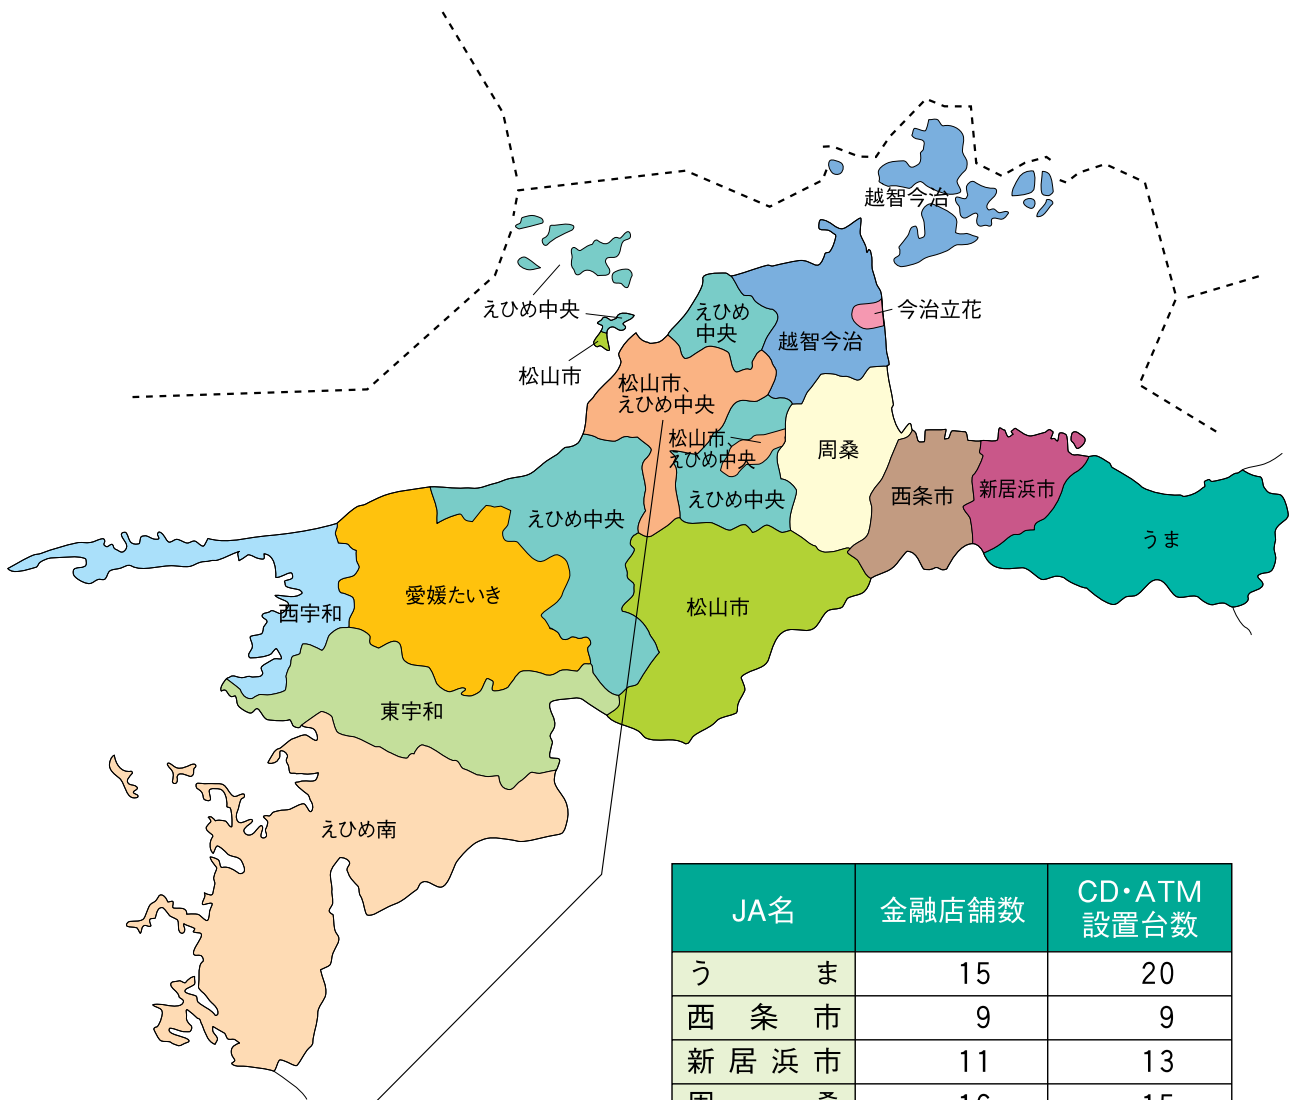 越智今治
えひめ中央
今治立花
えひめ
中央
越智今治
松山市
松山市、
えひめ中央
松山市、
えひめ中央
周桑
えひめ中央
西条市
新居浜市
えひめ中央
うま
愛媛たいき
松山市
西宇和
東宇和
えひめ南
JA名 金融店舗数 CD・ATM
設置台数
うま 15 20
西条市 9 9
新居浜市 11 13
周桑 16 15